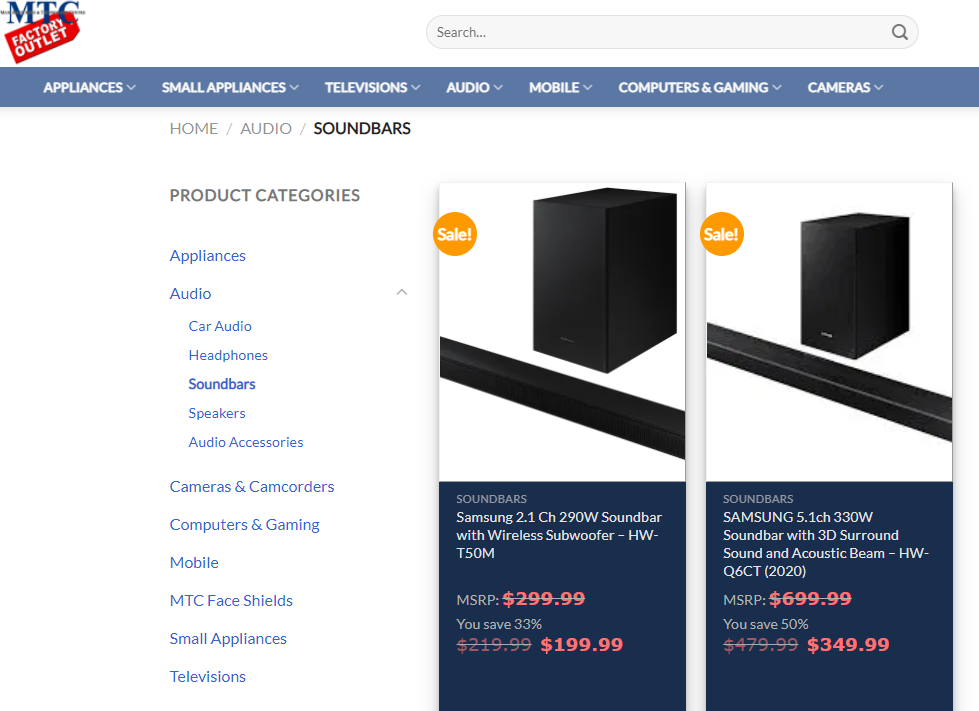 MTC
FACTORY
OUTLET
Search...
APPLIANCES
SMALL APPLIANCES
TELEVISIONS
AUDIO
MOBILE
COMPUTERS & GAMING
CAMERAS
HOME / AUDIO / SOUNDBARS
PRODUCT CATEGORIES
Appliances
Audio
Car Audio
Headphones
Soundbars
Speakers
Audio Accessories
Cameras & Camcorders
Computers & Gaming
Mobile
MTC Face Shields
Small Appliances
Televisions
Sale!
SOUNDBARS
Samsung 2.1 Ch 290W Soundbar
with Wireless Subwoofer – HW-
T50M
MSRP: $299.99
You save 33%
$219.99 $199.99
Sale!
SOUNDBARS
SAMSUNG 5.1ch 330W
Soundbar with 3D Surround
Sound and Acoustic Beam – HW-
Q6CT (2020)
MSRP: $699.99
You save 50%
$479.99 $349.99